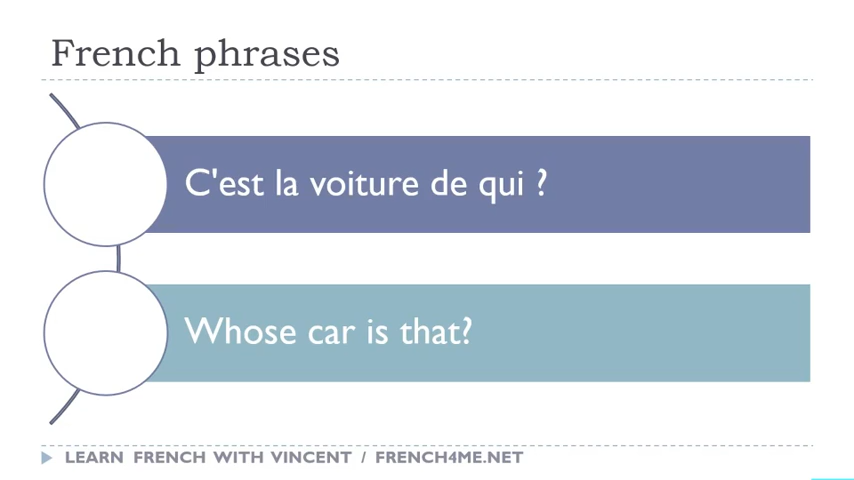 French phrases
C'est la voiture de qui ?
Whose car is that?
LEARN FRENCH WITH VINCENT / FRENCH4ME.NET